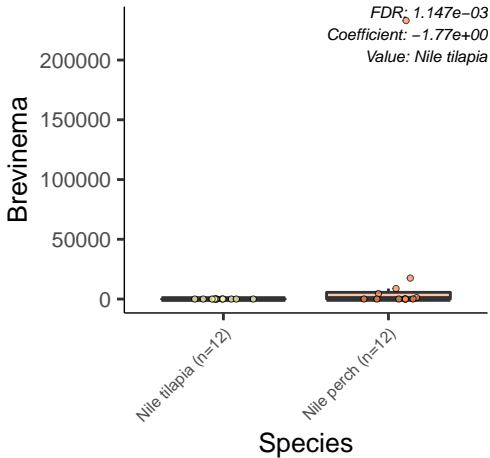 FDR: 1.147e−03
Coefficient: −1.77e+00
Value: Nile tilapia
200000
150000
100000
50000
0
Brevinema
Nile tilapia (n=12)
Nile perch (n=12)
Species